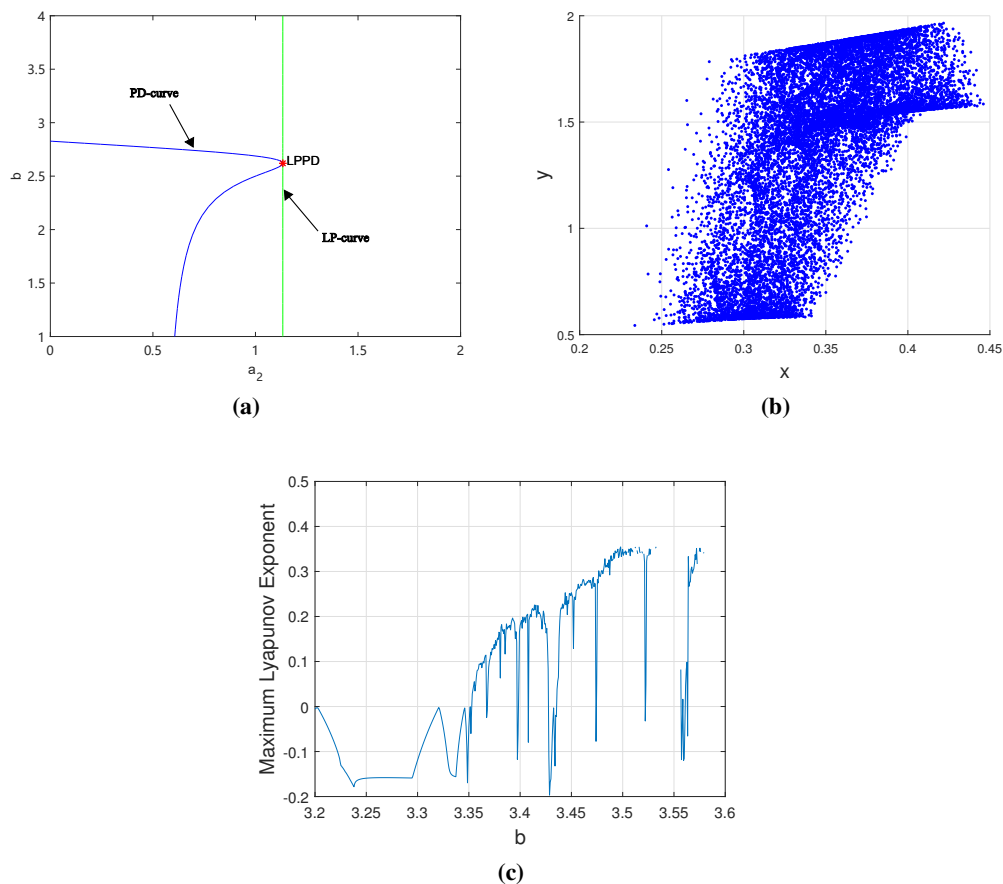 4
3.5
3
2.5
2
1.5
1
b
0 0.5 1 1.5 2
a2
PD-curve
LPPD
LP-curve
(a)
2
1.5
1
0.5
y
0.2 0.25 0.3 0.35 0.4 0.45
x
(b)
0.5
0.4
0.3
0.2
0.1
0
-0.1
-0.2
Maximum Lyapunov Exponent
3.2 3.25 3.3 3.35 3.4 3.45 3.5 3.55 3.6
b
(c)